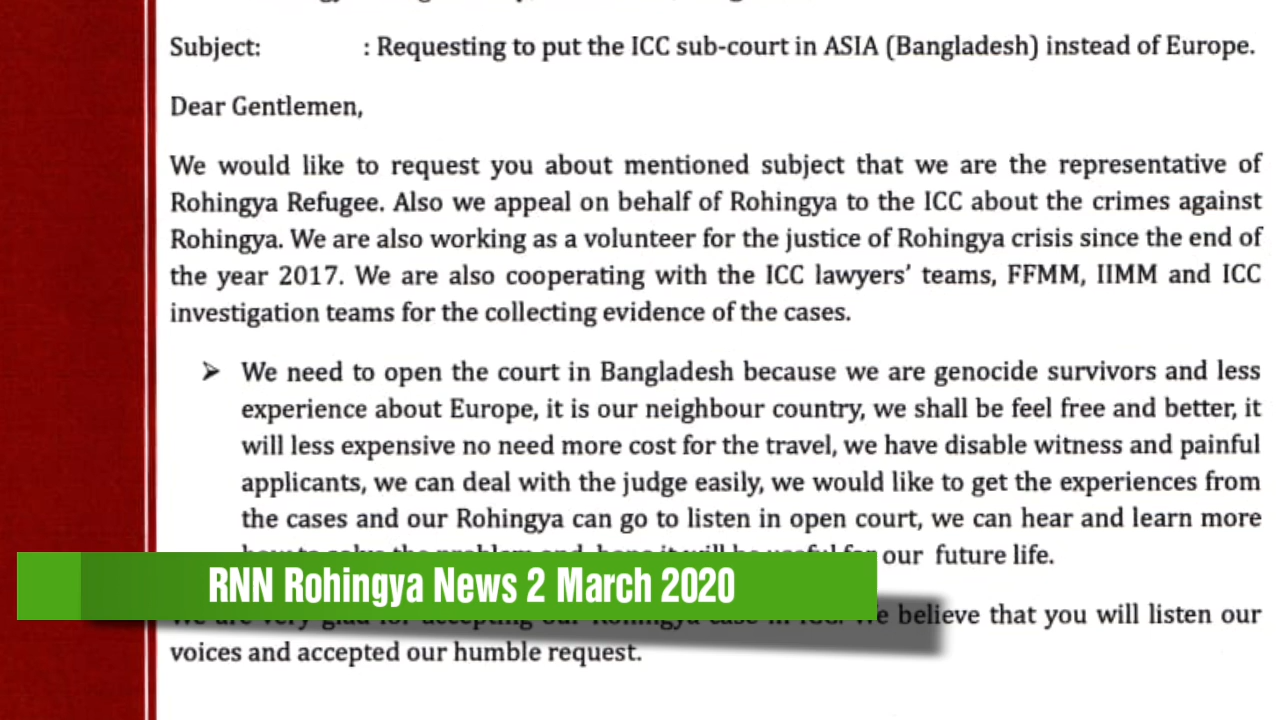 Subject: : Requesting to put the ICC sub-court in ASIA (Bangladesh) instead of Europe.
Dear Gentlemen,
We would like to request you about mentioned subject that we are the representative of
Rohingya Refugee. Also we appeal on behalf of Rohingya to the ICC about the crimes against
Rohingya. We are also working as a volunteer for the justice of Rohingya crisis since the end of
the year 2017. We are also cooperating with the ICC lawyers’ teams, FFMM, IIMM and ICC
investigation teams for the collecting evidence of the cases.
➢ We need to open the court in Bangladesh because we are genocide survivors and less
experience about Europe, it is our neighbour country, we shall be feel free and better, it
will less expensive no need more cost for the travel, we have disable witness and painful
applicants, we can deal with the judge easily, we would like to get the experiences from
the cases and our Rohingya can go to listen in open court, we can hear and learn more
our future life.
RNN Rohingya News 2 March 2020
believe that you will listen our
voices and accepted our humble request.